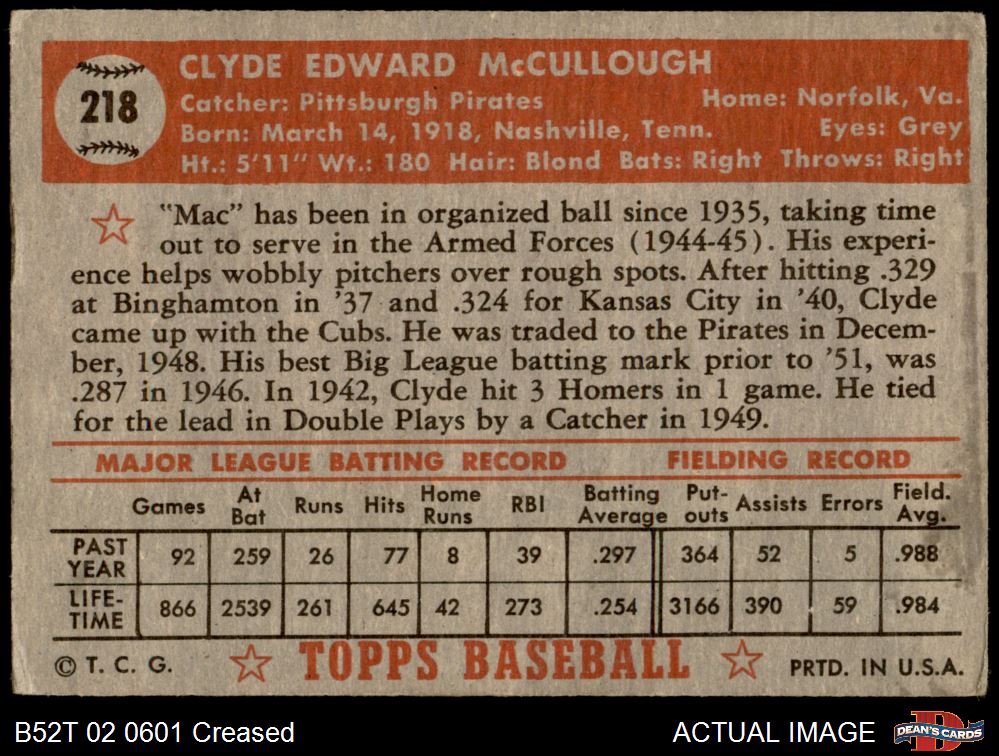 218
CLYDE EDWARD McCULLOUGH
Catcher: Pittsburgh Pirates Home: Norfolk, Va.
Born: March 14, 1918, Nashville, Tenn. Eyes: Grey
Ht.: 5'11" Wt.: 180 Hair: Blond Bats: Right Throws: Right
"Mac" has been in organized ball since 1935, taking time
out to serve in the Armed Forces (1944-45). His experi-
ence helps wobbly pitchers over rough spots. After hitting .329
at Binghamton in '37 and .324 for Kansas City in '40, Clyde
came up with the Cubs. He was traded to the Pirates in Decem-
ber, 1948. His best Big League batting mark prior to '51, was
.287 in 1946. In 1942, Clyde hit 3 Homers in 1 game. He tied
for the lead in Double Plays by a Catcher in 1949.
MAJOR LEAGUE BATTING RECORD FIELDING RECORD
Games At Bat Runs Hits Home Runs RBI Batting Average Put-outs Assists Errors Field. Avg.
PAST YEAR 92 259 26 77 8 39 .297 364 52 5 .988
LIFE-TIME 866 2539 261 645 42 273 .254 3166 390 59 .984
© T. C. G. TOPPS BASEBALL PRTD. IN U.S.A.
B52T 02 0601 Creased ACTUAL IMAGE DEAN'S CARDS